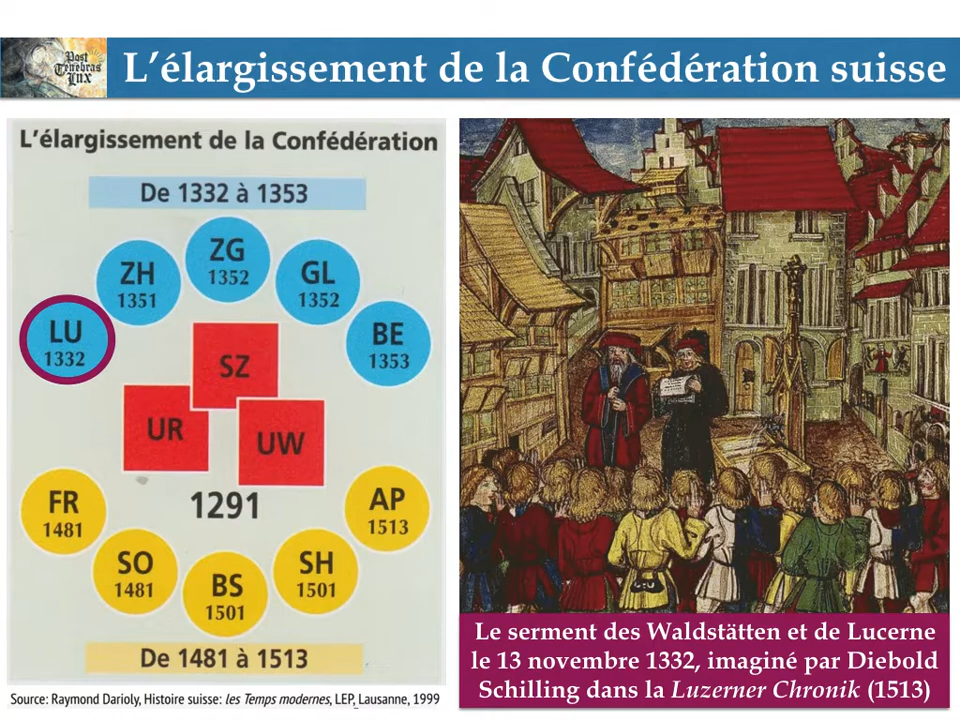 Post
Tenebras
Lux
L’élargissement de la Confédération suisse
L’élargissement de la Confédération
De 1332 à 1353
ZG
1352
ZH
1351
GL
1352
LU
1332
BE
1353
SZ
UR
UW
1291
FR
1481
AP
1513
SO
1481
SH
1501
BS
1501
De 1481 à 1513
Source: Raymond Darioly, Histoire suisse: les Temps modernes, LEP, Lausanne, 1999
Le serment des Waldstätten et de Lucerne
le 13 novembre 1332, imaginé par Diebold
Schilling dans la Luzerner Chronik (1513)